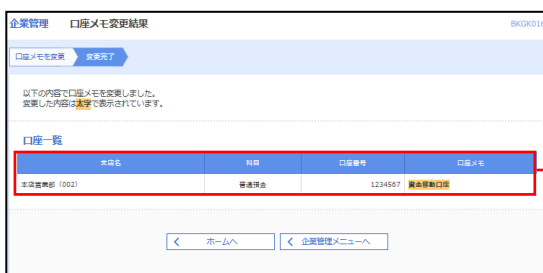 企業管理 口座メモ変更結果 BKGK016
口座メモを変更 変更完了
以下の内容で口座メモを変更しました。
変更した内容は太字で表示されています。
口座一覧
支店名 科目 口座番号 口座メモ
本店営業部（002） 普通預金 1234567 資金移動口座
ホームへ 企業管理メニューへ